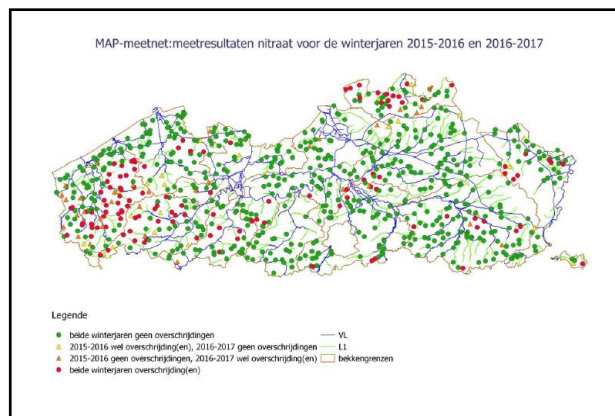 MAP-meetnet:meetresultaten nitraat voor de winterjaren 2015-2016 en 2016-2017
Legende
beide winterjaren geen overschrijdingen
2015-2016 wel overschrijding(en), 2016-2017 geen overschrijdingen
2015-2016 geen overschrijdingen, 2016-2017 wel overschrijding(en)
beide winterjaren overschrijding(en)
VL
L1
bekkengrenzen